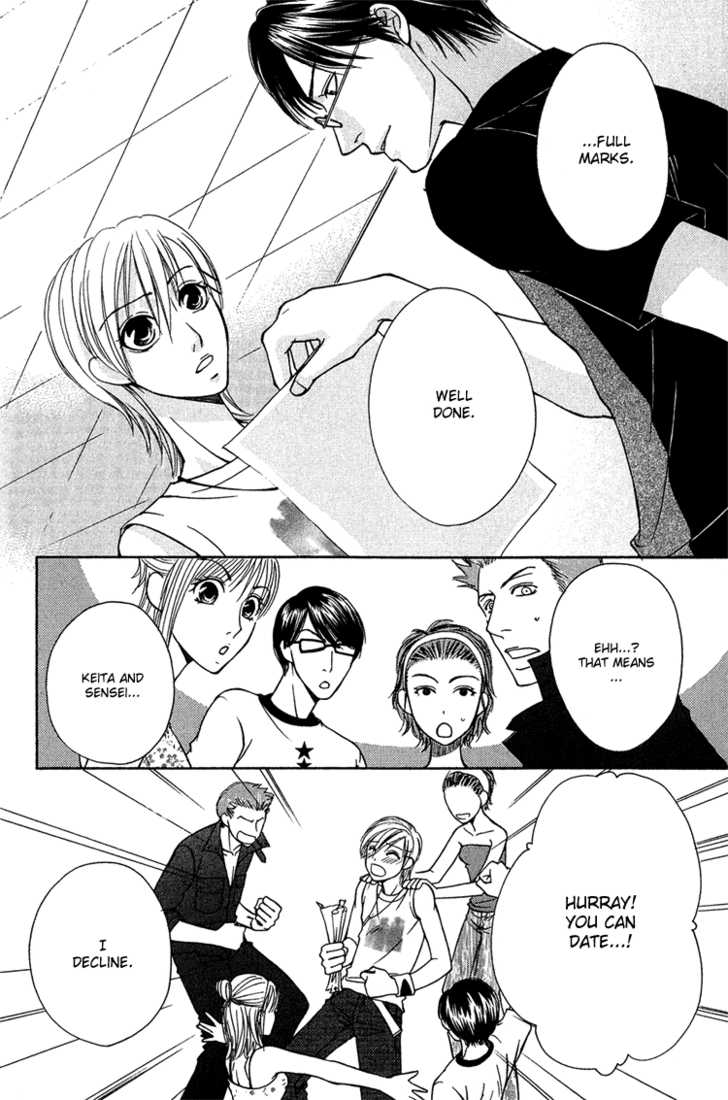 ...FULL
MARKS.
WELL
DONE.
EHH...?
THAT MEANS
...
KEITA AND
SENSEI...
HURRAY!
YOU CAN
DATE...!
I
DECLINE.